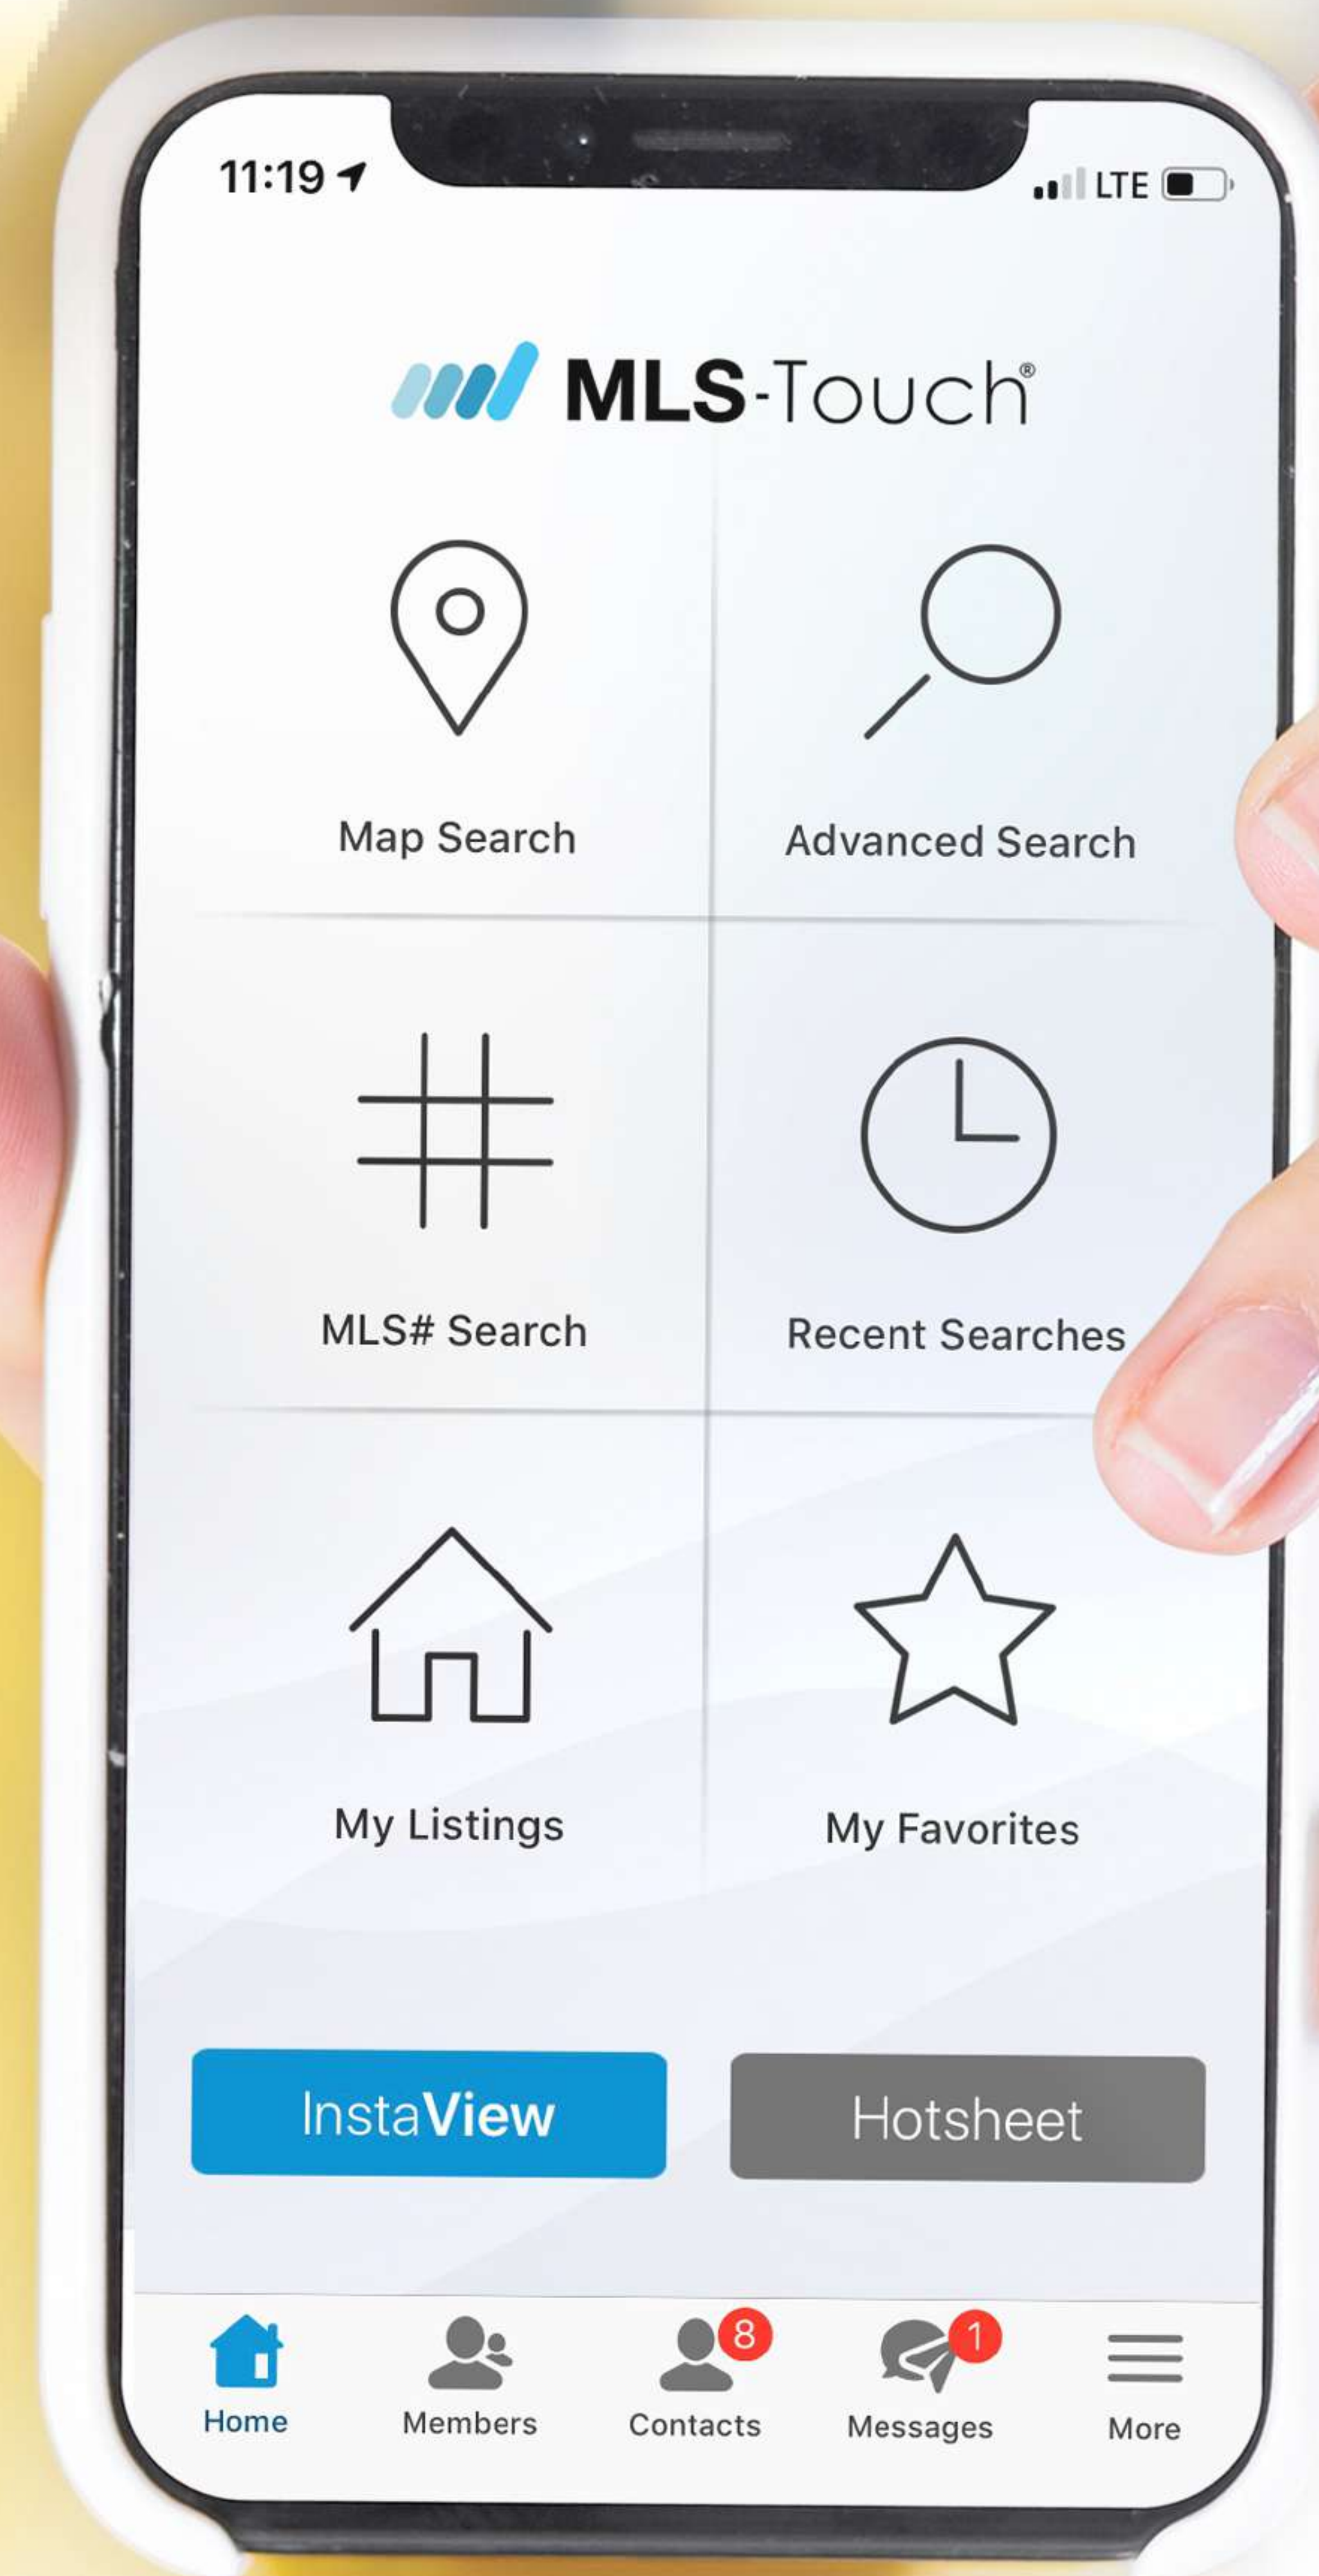 11:19 LTE
MLS-Touch®
Map Search Advanced Search
MLS# Search Recent Searches
My Listings My Favorites
InstaView Hotsheet
8 1
Home Members Contacts Messages More